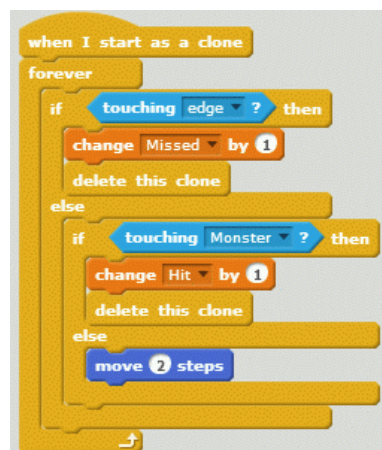 when I start as a clone
forever
if touching edge ? then
change Missed by 1
delete this clone
else
if touching Monster ? then
change Hit by 1
delete this clone
else
move 2 steps